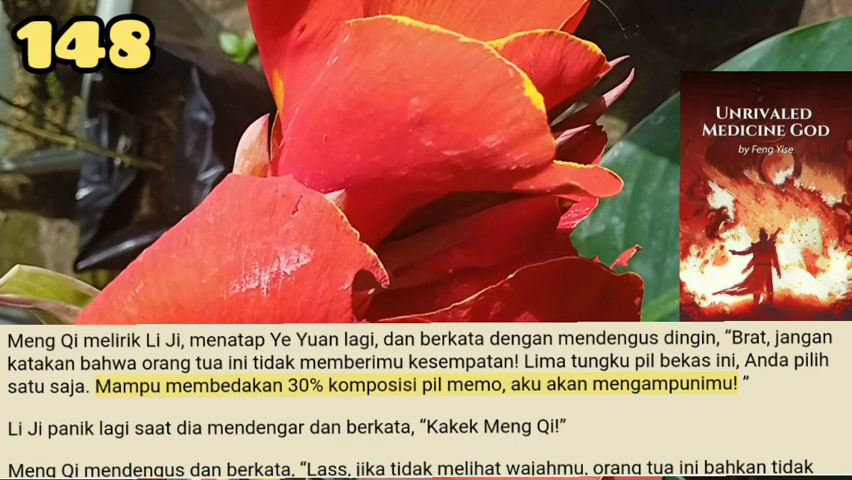 148
UNRIVALED
MEDICINE GOD
by Feng Yise
Meng Qi melirik Li Ji, menatap Ye Yuan lagi, dan berkata dengan mendengus dingin, “Brat, jangan
katakan bahwa orang tua ini tidak memberimu kesempatan! Lima tungku pil bekas ini, Anda pilih
satu saja. Mampu membedakan 30% komposisi pil memo, aku akan mengampunimu! ”
Li Ji panik lagi saat dia mendengar dan berkata, “Kakek Meng Qi!”
Meng Qi mendengus dan berkata, “Lass, jika tidak melihat wajahmu, orang tua ini bahkan tidak